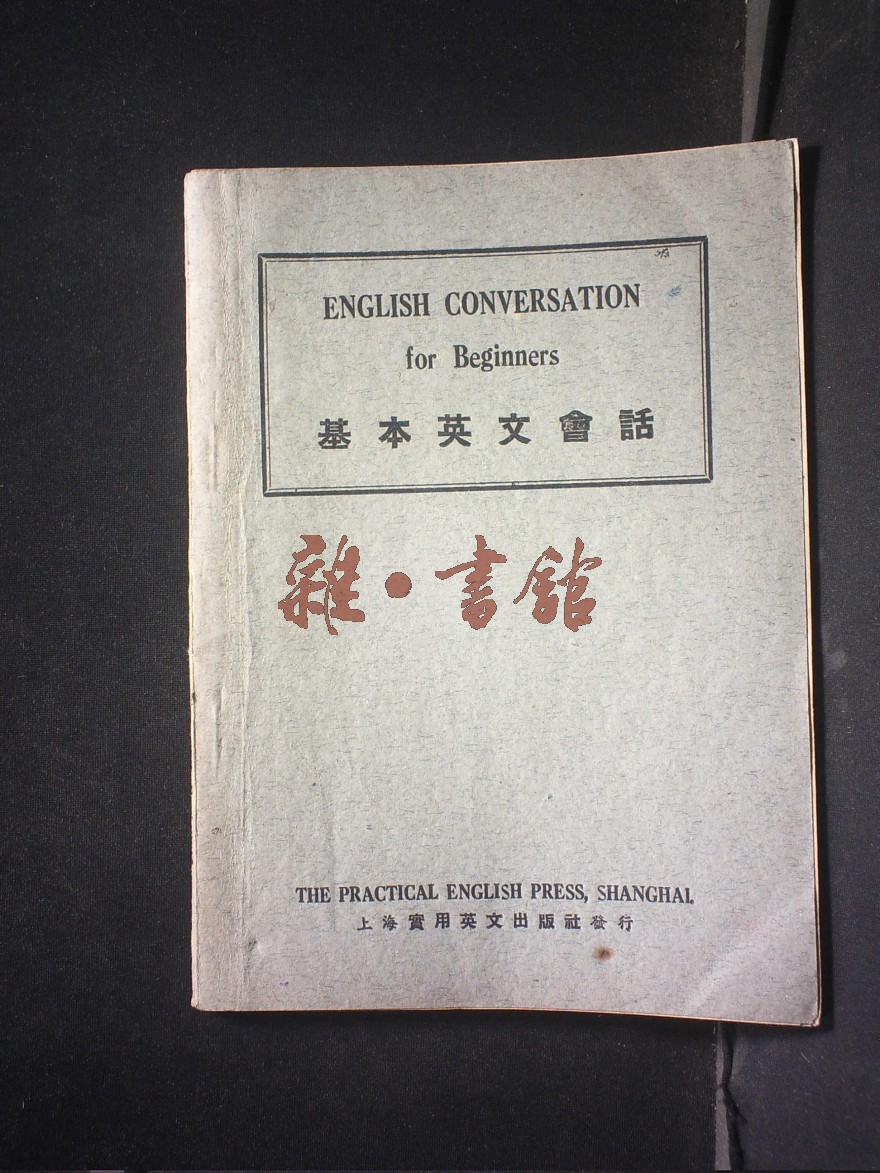 ENGLISH CONVERSATION
for Beginners
基本英文會話
雜·書館
THE PRACTICAL ENGLISH PRESS, SHANGHAI.
上海實用英文出版社發行